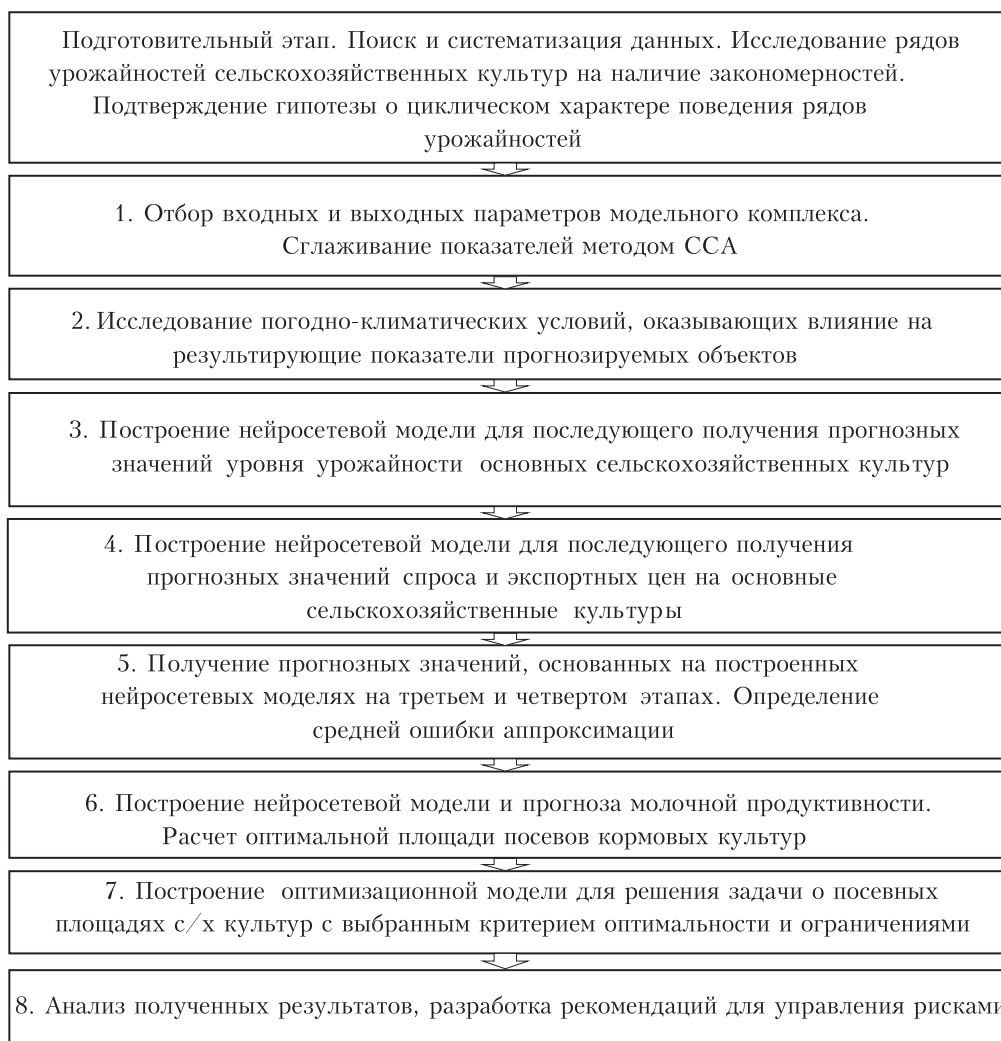 Подготовительный этап. Поиск и систематизация данных. Исследование рядов
урожайностей сельскохозяйственных культур на наличие закономерностей.
Подтверждение гипотезы о циклическом характере поведения рядов
урожайностей
1. Отбор входных и выходных параметров модельного комплекса.
Сглаживание показателей методом ССА
2. Исследование погодно-климатических условий, оказывающих влияние на
результирующие показатели прогнозируемых объектов
3. Построение нейросетевой модели для последующего получения прогнозных
значений уровня урожайности основных сельскохозяйственных культур
4. Построение нейросетевой модели для последующего получения
прогнозных значений спроса и экспортных цен на основные
сельскохозяйственные культуры
5. Получение прогнозных значений, основанных на построенных
нейросетевых моделях на третьем и четвертом этапах. Определение
средней ошибки аппроксимации
6. Построение нейросетевой модели и прогноза молочной продуктивности.
Расчет оптимальной площади посевов кормовых культур
7. Построение оптимизационной модели для решения задачи о посевных
площадях с/х культур с выбранным критерием оптимальности и ограничениями
8. Анализ полученных результатов, разработка рекомендаций для управления рисками